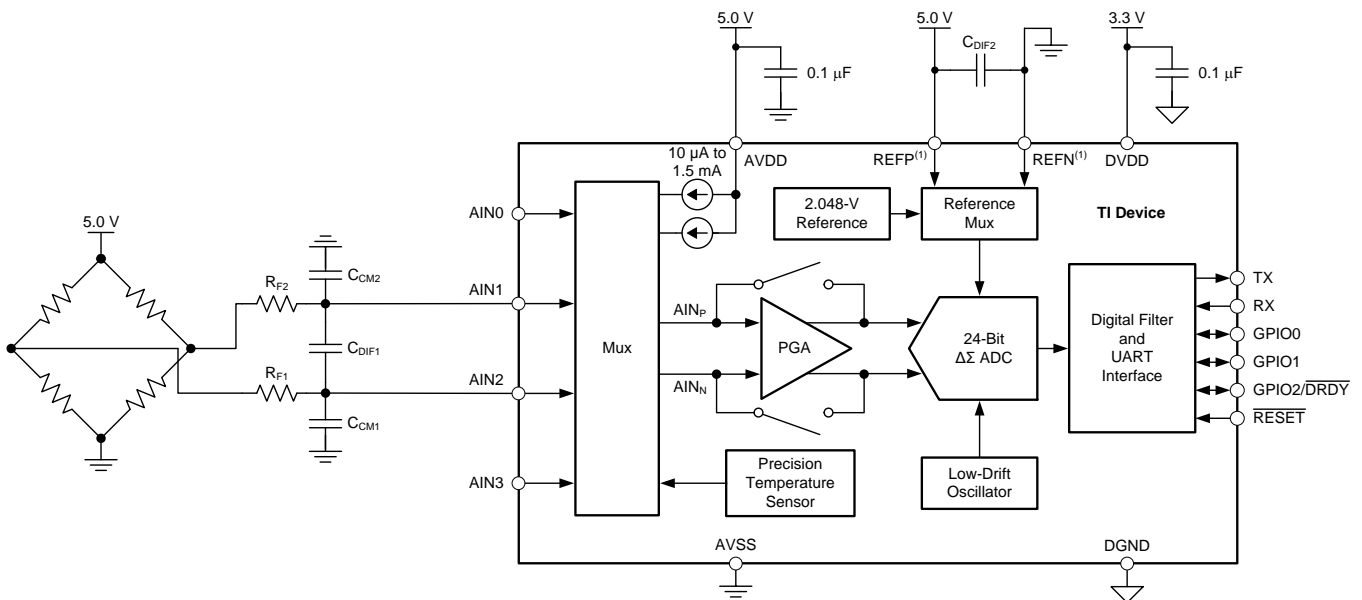 5.0 V
5.0 V
3.3 V
C_DIF2
0.1 μF
0.1 μF
10 μA to
1.5 mA
AVDD
REFP(1)
REFN(1)
DVDD
AIN0
2.048-V
Reference
Reference
Mux
TI Device
5.0 V
C_CM2
R_F2
AIN1
TX
AIN_P
RX
C_DIF1
Mux
PGA
24-Bit
ΔΣ ADC
Digital Filter
and
UART
Interface
GPIO0
GPIO1
R_F1
AIN2
AIN_N
GPIO2/DRDY
RESET
C_CM1
AIN3
Precision
Temperature
Sensor
Low-Drift
Oscillator
AVSS
DGND